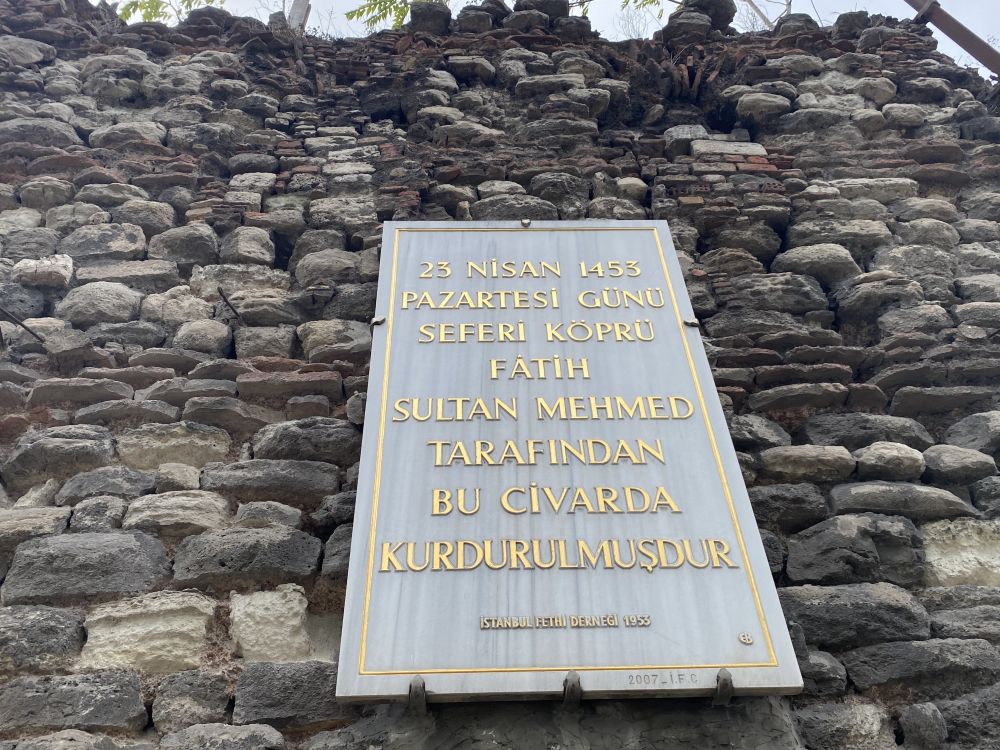 23 NİSAN 1453
PAZARTESİ GÜNÜ
SEFERİ KÖPRÜ
FÂTİH
SULTAN MEHMED
TARAFINDAN
BU CİVARDA
KURDURULMUŞDUR
İSTANBUL FETHİ DERNEĞİ 1953
2007_İ.F.C